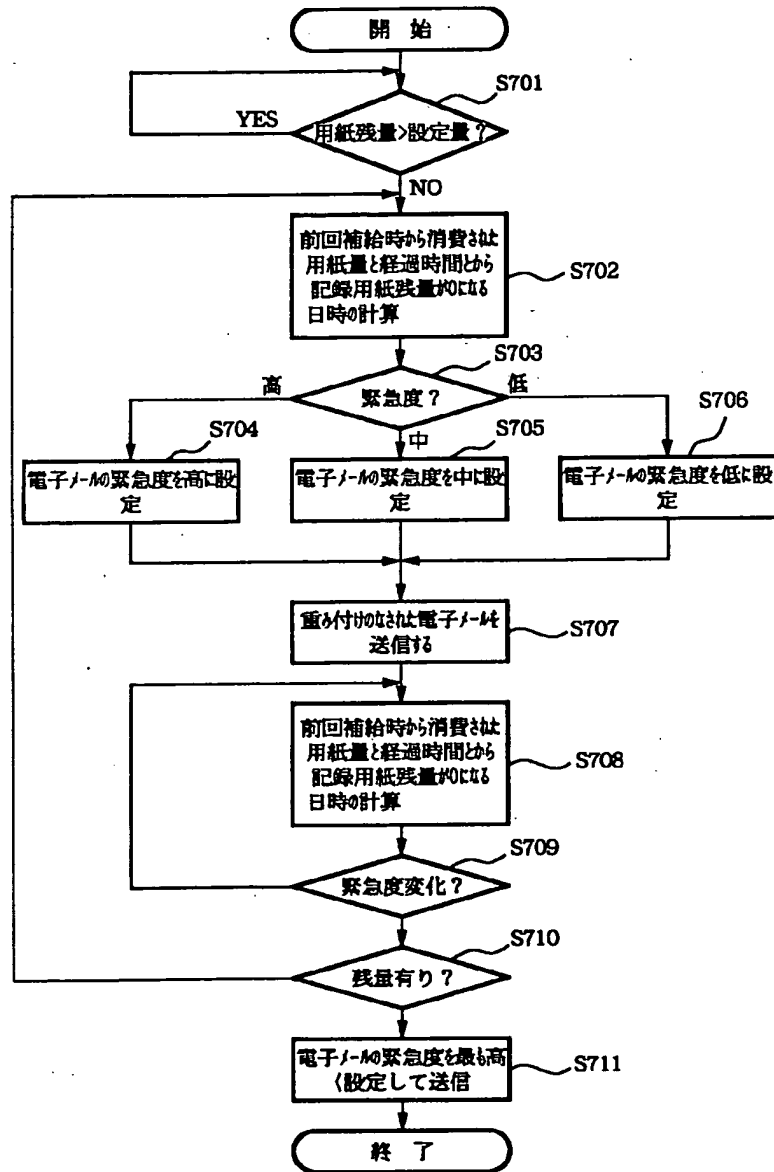 開 始
S701
YES
用紙残量>設定量?
NO
前回補給時から消費された
用紙量と経過時間とから
記録用紙残量が0になる
日時の計算
S702
S703
高
緊急度?
低
中
S704
S705
S706
電子メールの緊急度を高に設
定
電子メールの緊急度を中に設
定
電子メールの緊急度を低に設
定
重み付けのなされた電子メールを
送信する
S707
前回補給時から消費された
用紙量と経過時間とから
記録用紙残量が0になる
日時の計算
S708
S709
緊急度変化?
S710
残量有り?
電子メールの緊急度を最も高
く設定して送信
S711
終 了